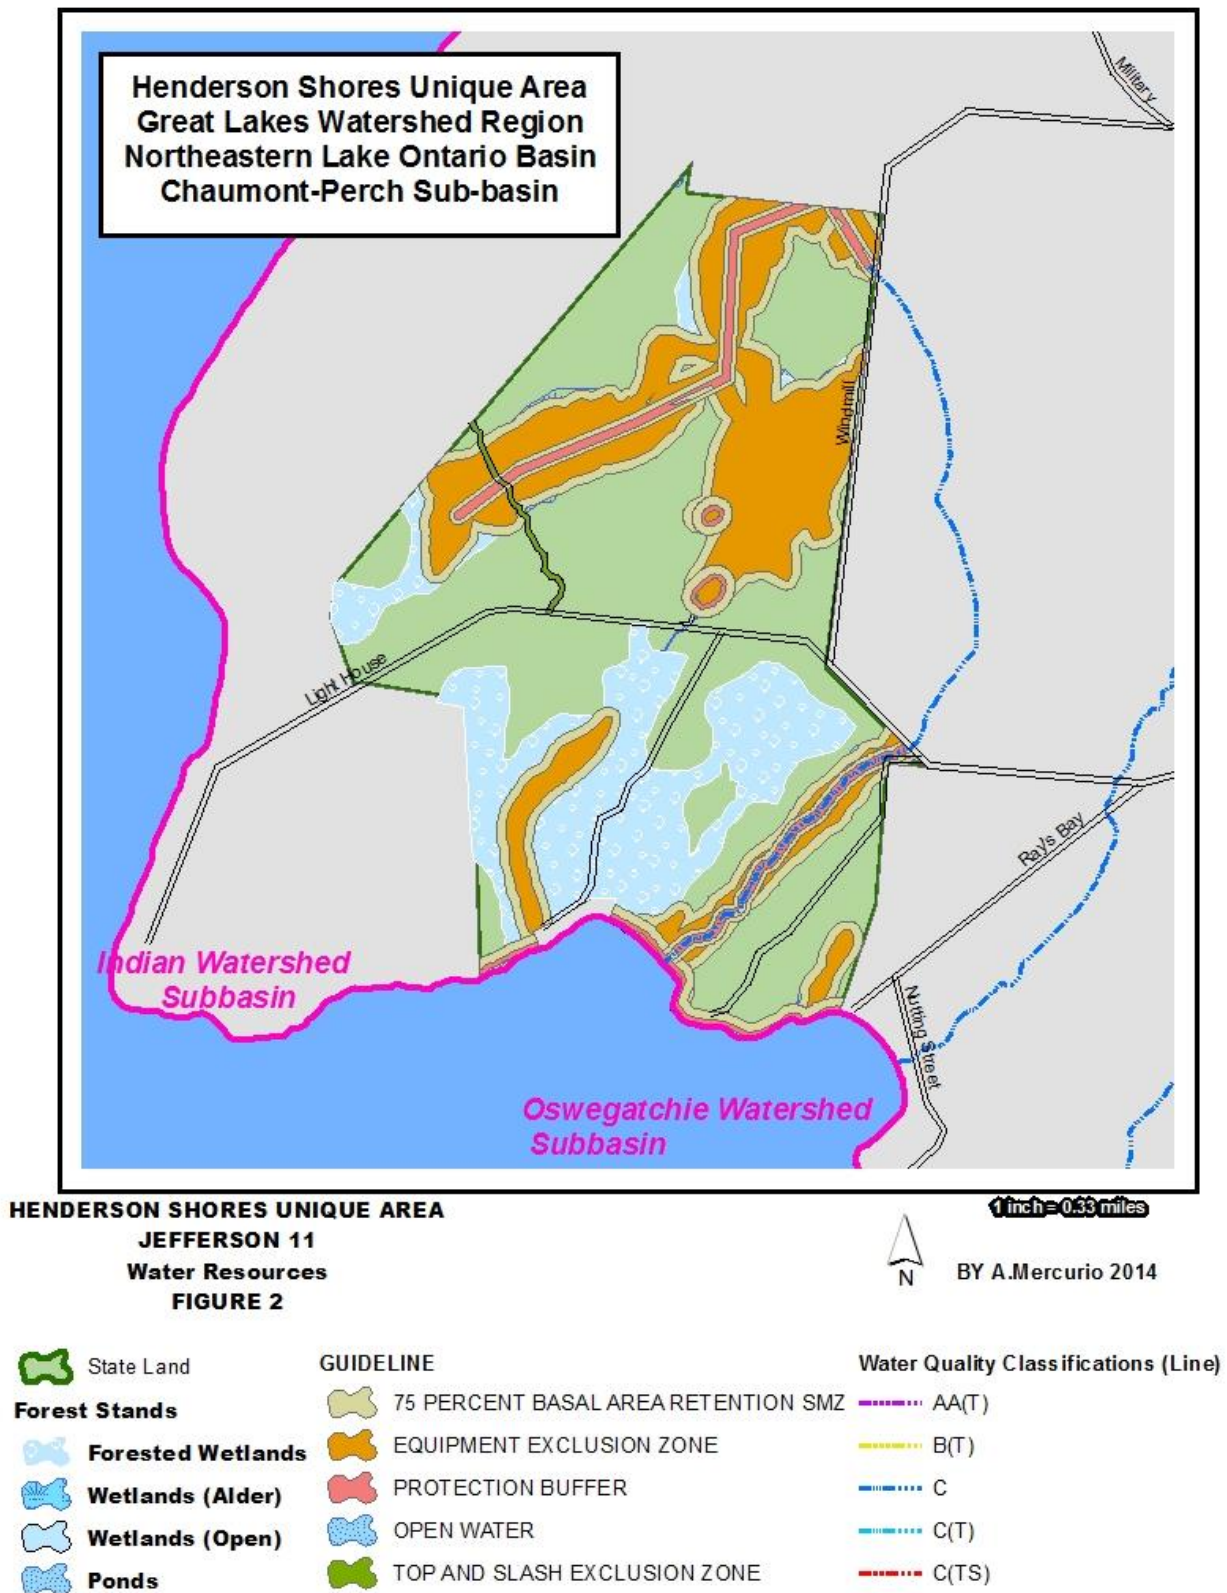 Henderson Shores Unique Area
Great Lakes Watershed Region
Northeastern Lake Ontario Basin
Chaumont-Perch Sub-basin
Military
Windmill
Light House
Ray's Bay
Indian Watershed
Subbasin
Nutting Street
Oswegatchie Watershed
Subbasin
HENDERSON SHORES UNIQUE AREA
JEFFERSON 11
Water Resources
FIGURE 2
1 inch = 0.33 miles
N
BY A.Mercurio 2014
State Land
Forest Stands
Forested Wetlands
Wetlands (Alder)
Wetlands (Open)
Ponds
GUIDELINE
75 PERCENT BASAL AREA RETENTION SMZ
EQUIPMENT EXCLUSION ZONE
PROTECTION BUFFER
OPEN WATER
TOP AND SLASH EXCLUSION ZONE
Water Quality Classifications (Line)
AA(T)
B(T)
C
C(T)
C(TS)